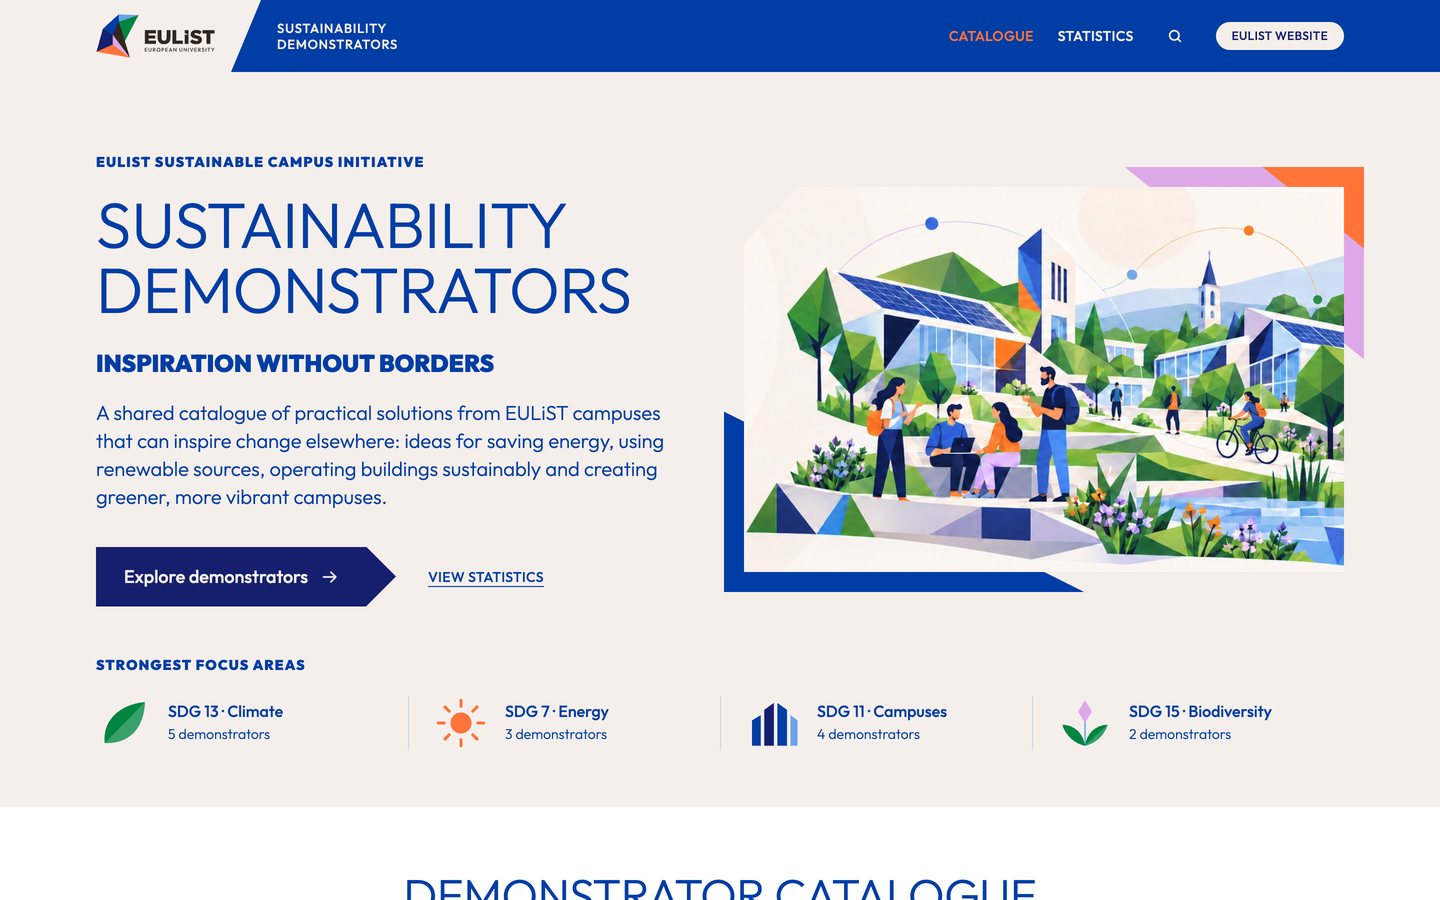 EULiST
EUROPEAN UNIVERSITY
SUSTAINABILITY
DEMONSTRATORS
CATALOGUE
STATISTICS
EULIST WEBSITE
EULIST SUSTAINABLE CAMPUS INITIATIVE
SUSTAINABILITY
DEMONSTRATORS
INSPIRATION WITHOUT BORDERS
A shared catalogue of practical solutions from EULiST campuses
that can inspire change elsewhere: ideas for saving energy, using
renewable sources, operating buildings sustainably and creating
greener, more vibrant campuses.
Explore demonstrators →
VIEW STATISTICS
STRONGEST FOCUS AREAS
SDG 13 · Climate
5 demonstrators
SDG 7 · Energy
3 demonstrators
SDG 11 · Campuses
4 demonstrators
SDG 15 · Biodiversity
2 demonstrators
DEMONSTRATOR CATALOGUE